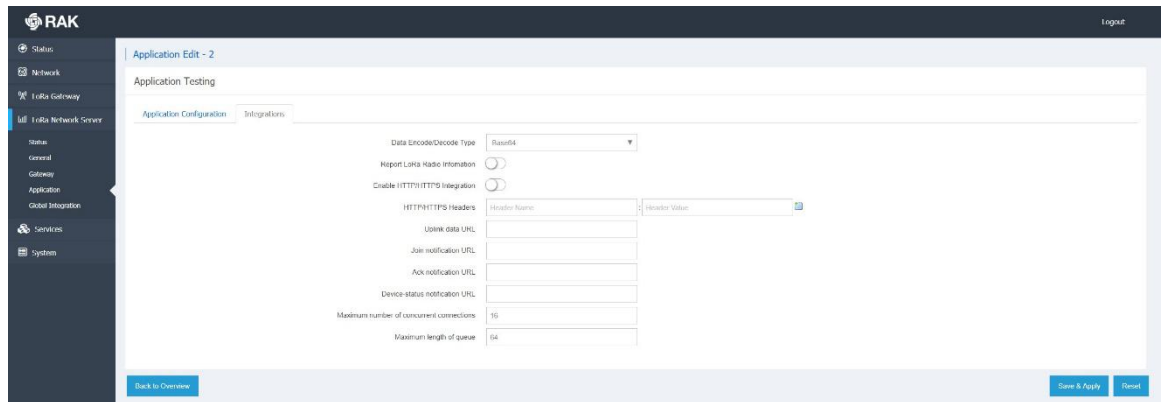 RAK
Logout
Status
Network
LoRa Gateway
LoRa Network Server
Status
General
Gateway
Application
Global Integration
Services
System
Application Edit - 2
Application Testing
Application Configuration Integrations
Data Encode/Decode Type Base64
Report LoRa Radio Infomation
Enable HTTP/HTTPS Integration
HTTP/HTTPS Headers Header Name : Header Value
Uplink data URL
Join notification URL
Ack notification URL
Device-status notification URL
Maximum number of concurrent connections 16
Maximum length of queue 64
Back to Overview Save & Apply Reset